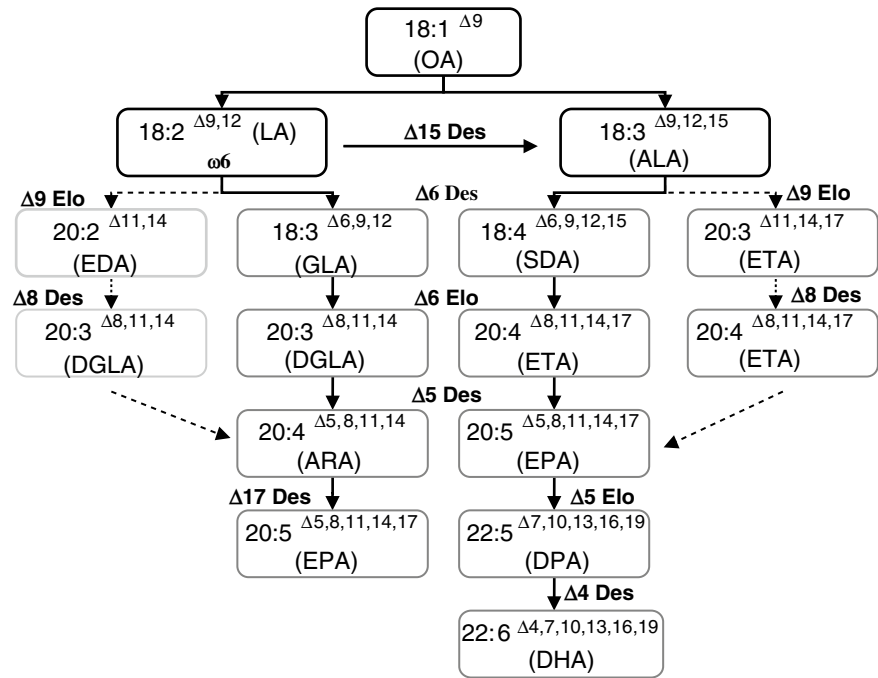 18:1 Δ9
(OA)
18:2 Δ9,12 (LA)
ω6
Δ15 Des
18:3 Δ9,12,15
(ALA)
Δ9 Elo
Δ6 Des
Δ9 Elo
20:2 Δ11,14
(EDA)
18:3 Δ6,9,12
(GLA)
18:4 Δ6,9,12,15
(SDA)
20:3 Δ11,14,17
(ETA)
Δ8 Des
Δ6 Elo
Δ8 Des
20:3 Δ8,11,14
(DGLA)
20:3 Δ8,11,14
(DGLA)
20:4 Δ8,11,14,17
(ETA)
20:4 Δ8,11,14,17
(ETA)
Δ5 Des
20:4 Δ5,8,11,14
(ARA)
20:5 Δ5,8,11,14,17
(EPA)
Δ17 Des
Δ5 Elo
20:5 Δ5,8,11,14,17
(EPA)
22:5 Δ7,10,13,16,19
(DPA)
Δ4 Des
22:6 Δ4,7,10,13,16,19
(DHA)